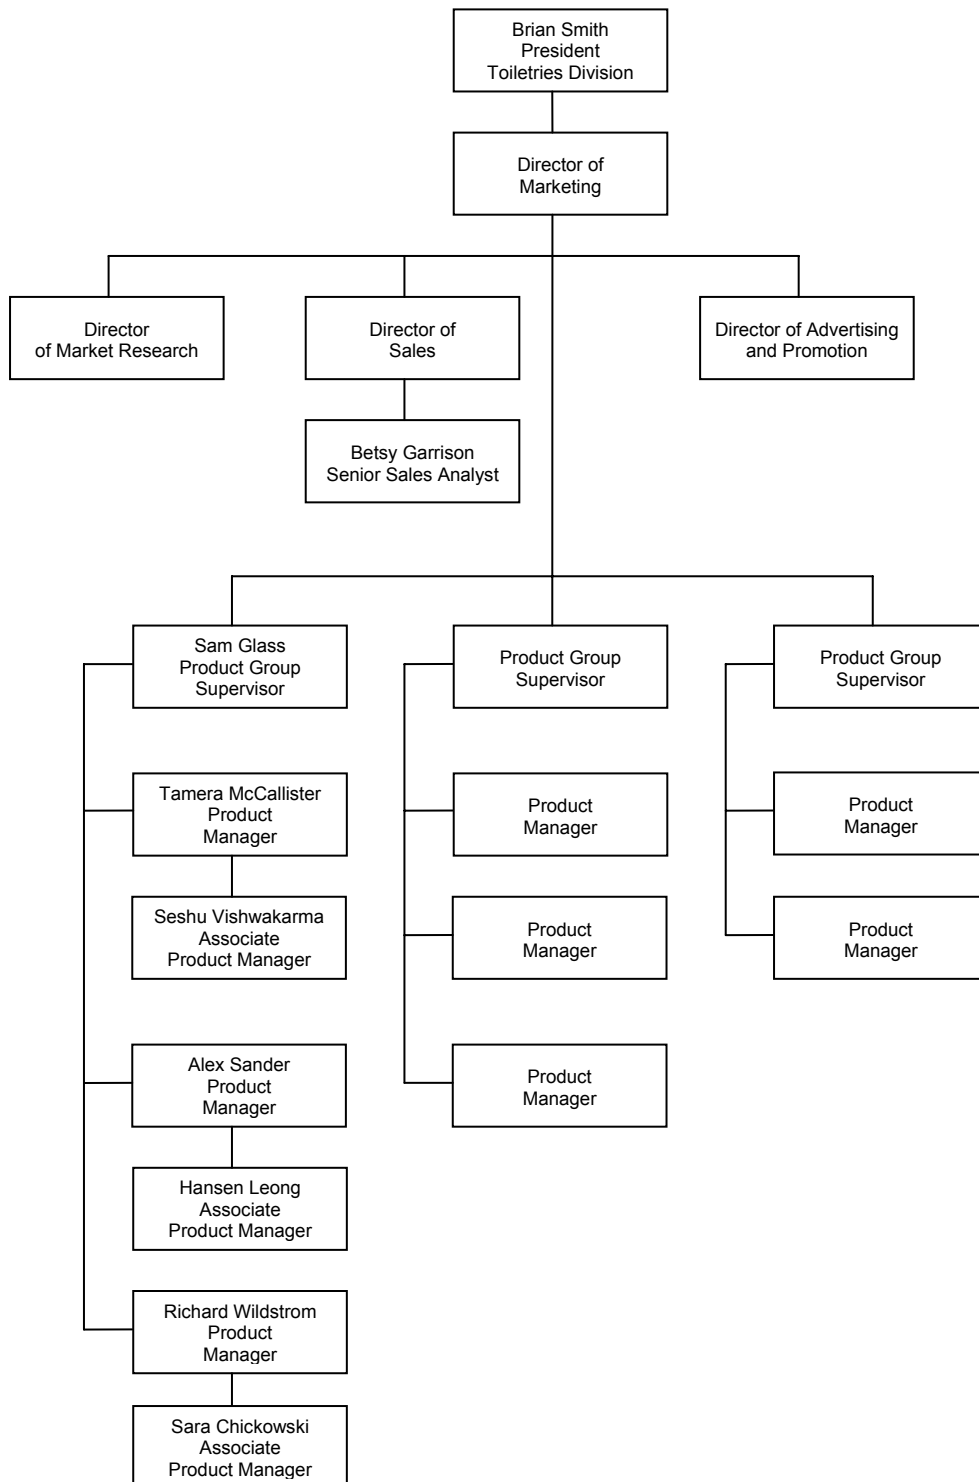 Brian Smith
President
Toiletries Division
Director of
Marketing
Director
of Market Research
Director of
Sales
Director of Advertising
and Promotion
Betsy Garrison
Senior Sales Analyst
Sam Glass
Product Group
Supervisor
Product Group
Supervisor
Product Group
Supervisor
Tamera McCallister
Product
Manager
Product
Manager
Product
Manager
Seshu Vishwakarma
Associate
Product Manager
Product
Manager
Product
Manager
Alex Sander
Product
Manager
Product
Manager
Hansen Leong
Associate
Product Manager
Richard Wildstrom
Product
Manager
Sara Chickowski
Associate
Product Manager